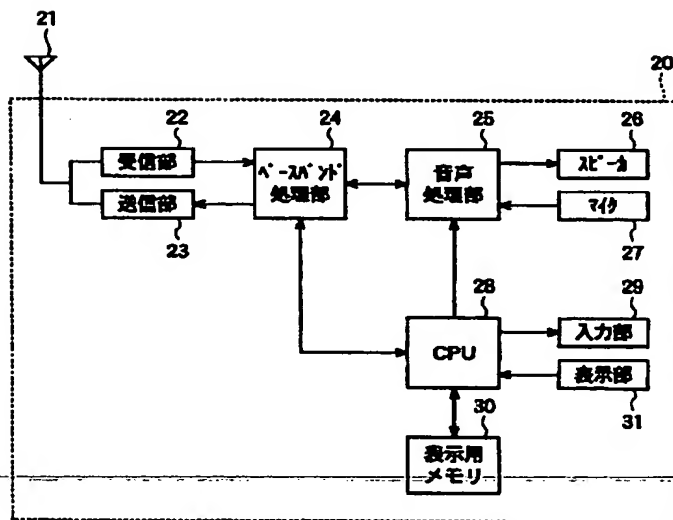 21
20
22
24
25
26
受信部
ベースバンド
処理部
音声
処理部
スピーカ
送信部
マイク
23
27
28
29
CPU
入力部
表示部
30
31
表示用
メモリ